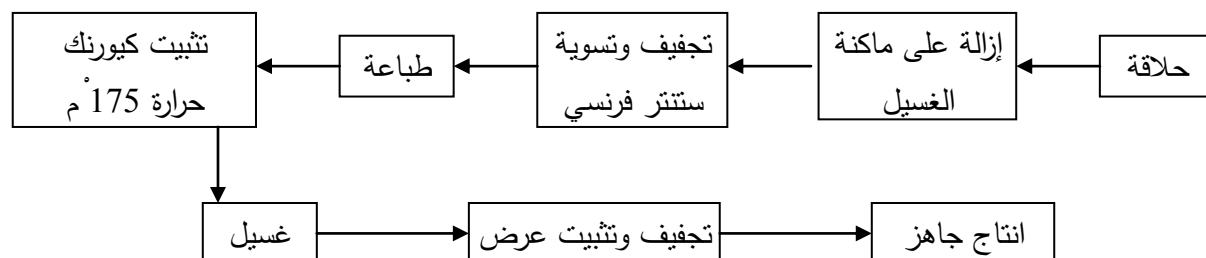 حلاقة
إزالة على ماكنة
الغسيل
تجفيف وتسوية
ستنتر فرنسي
طباعة
تثبيت كيورنك
حرارة 175 ْم
غسيل
تجفيف وتثبيت عرض
انتاج جاهز